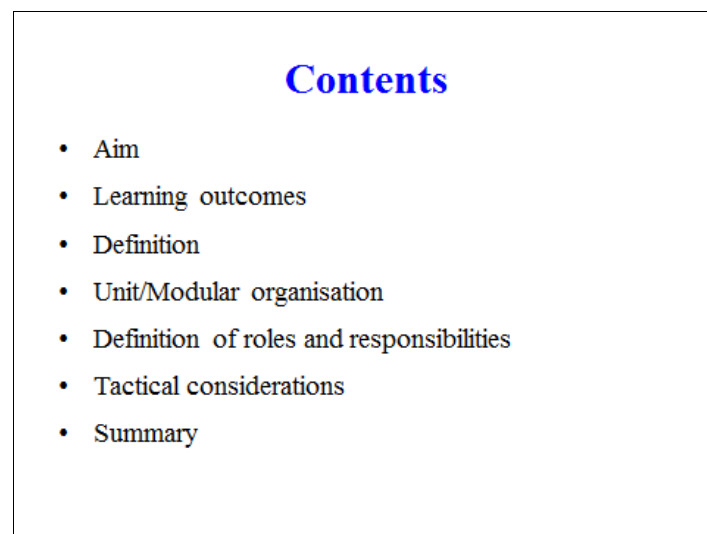 Contents
• Aim
• Learning outcomes
• Definition
• Unit/Modular organisation
• Definition of roles and responsibilities
• Tactical considerations
• Summary